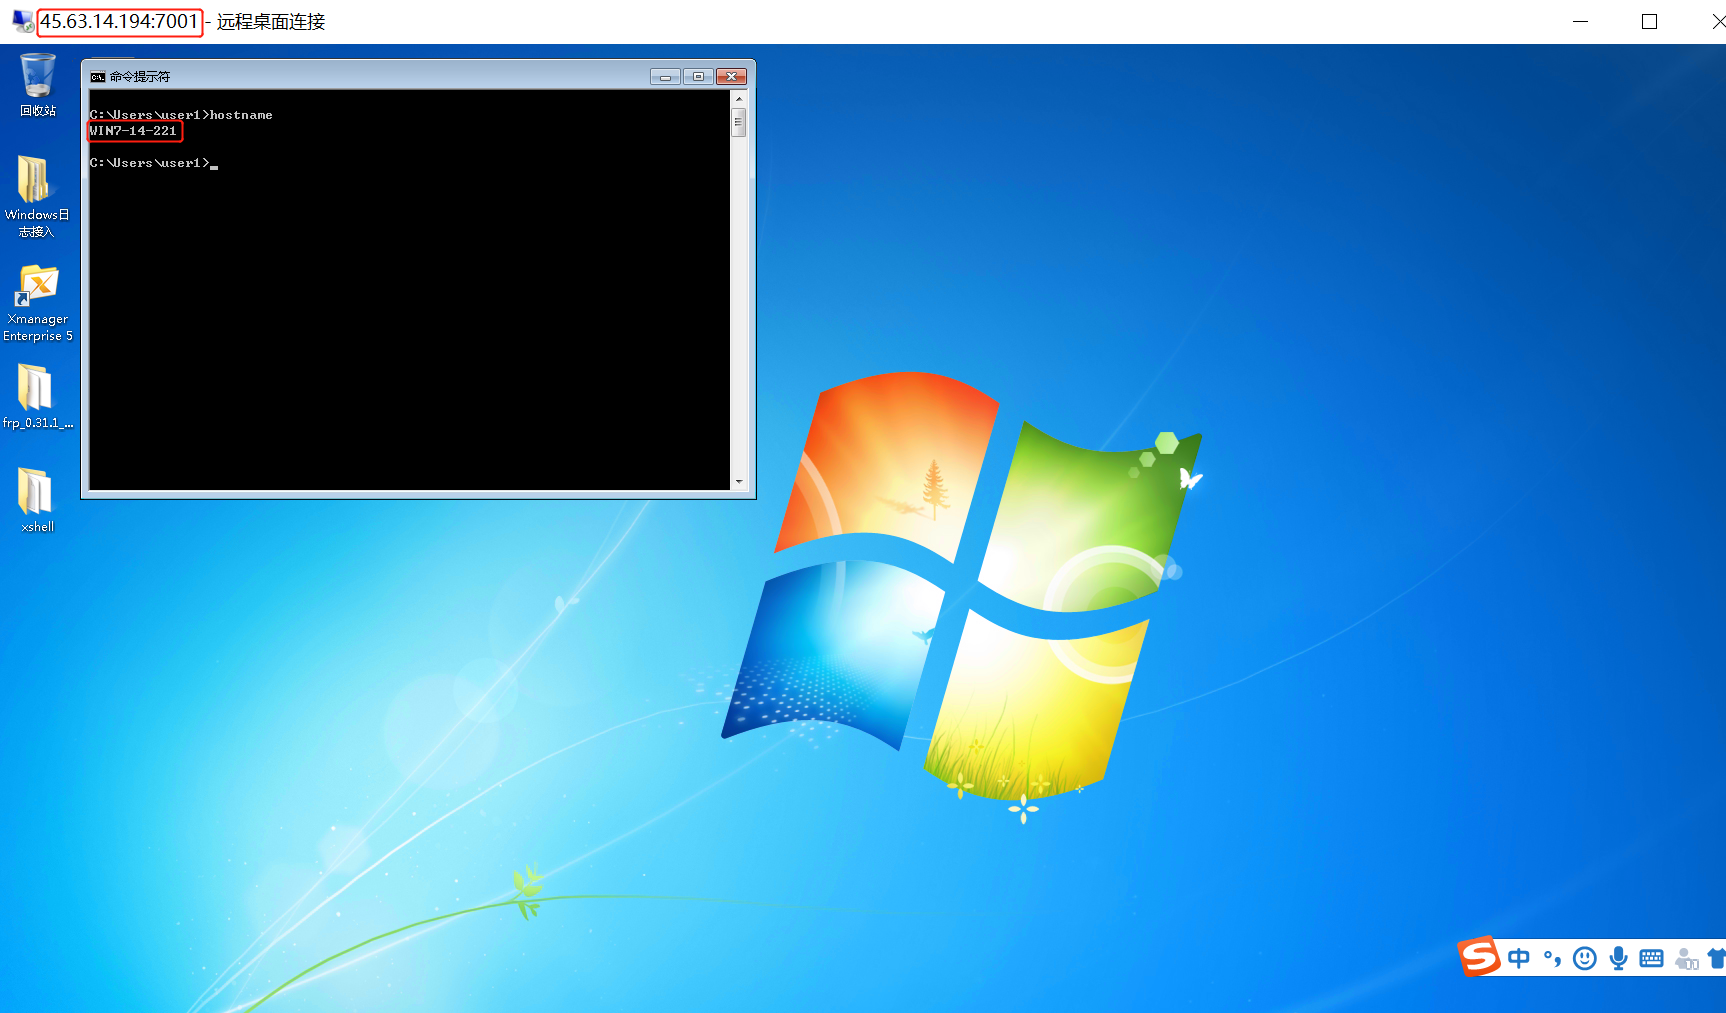 45.63.14.194:7001 - 远程桌面连接
回收站
Windows日
志接入
Xmanager
Enterprise 5
frp_0.31.1_...
xshell
C:\. 命令提示符
C:\Users\user1>hostname
WIN7-14-221
C:\Users\user1>_
S 中 °,